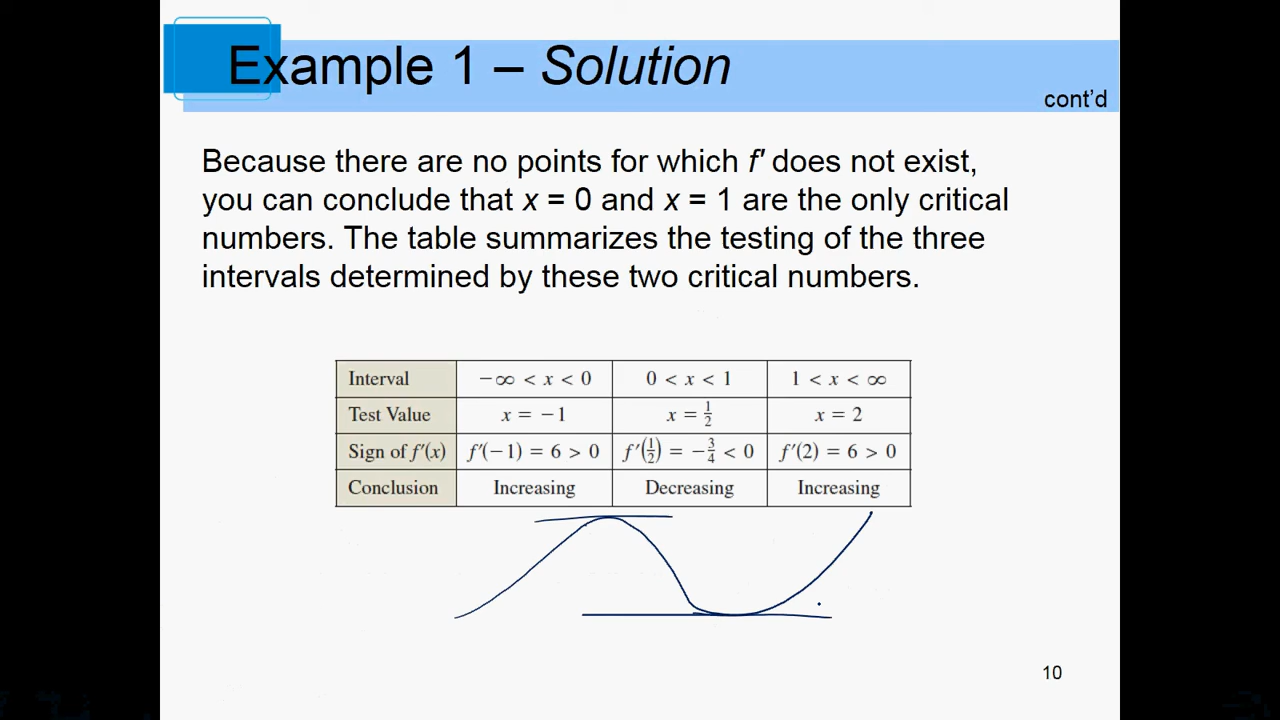 Example 1 – Solution
cont'd
Because there are no points for which f′ does not exist,
you can conclude that x = 0 and x = 1 are the only critical
numbers. The table summarizes the testing of the three
intervals determined by these two critical numbers.
Interval −∞ < x < 0 0 < x < 1 1 < x < ∞
Test Value x = −1 x = 1/2 x = 2
Sign of f′(x) f′(−1) = 6 > 0 f′(1/2) = −3/4 < 0 f′(2) = 6 > 0
Conclusion Increasing Decreasing Increasing
10